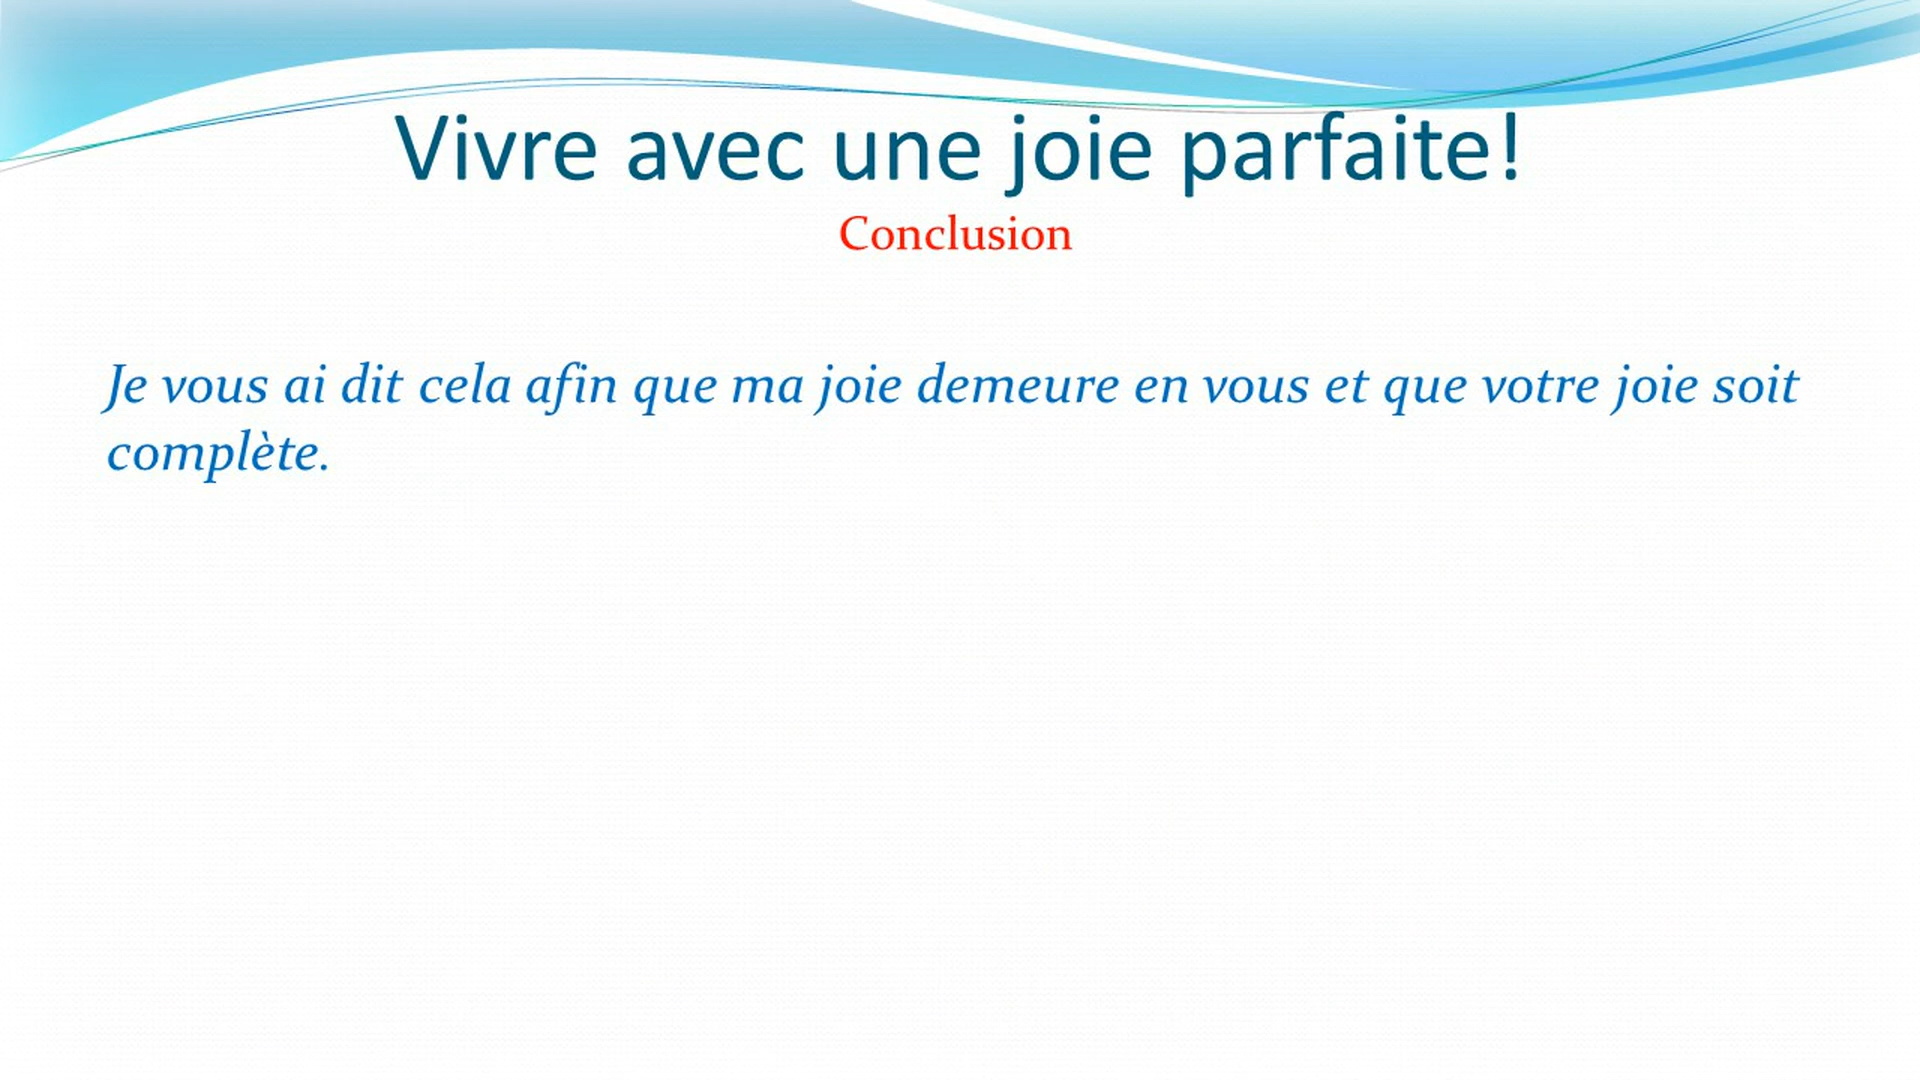 Vivre avec une joie parfaite!
Conclusion
Je vous ai dit cela afin que ma joie demeure en vous et que votre joie soit
complète.